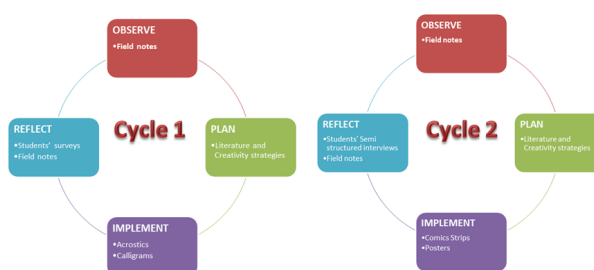 OBSERVE
•Field notes
REFLECT
•Students' surveys
•Field notes
Cycle 1
PLAN
•Literature and
Creativity strategies
IMPLEMENT
•Acrostics
•Calligrams
OBSERVE
•Field notes
REFLECT
•Students' Semi
structured interviews
•Field notes
Cycle 2
PLAN
•Literature and
Creativity strategies
IMPLEMENT
•Comics Strips
•Posters